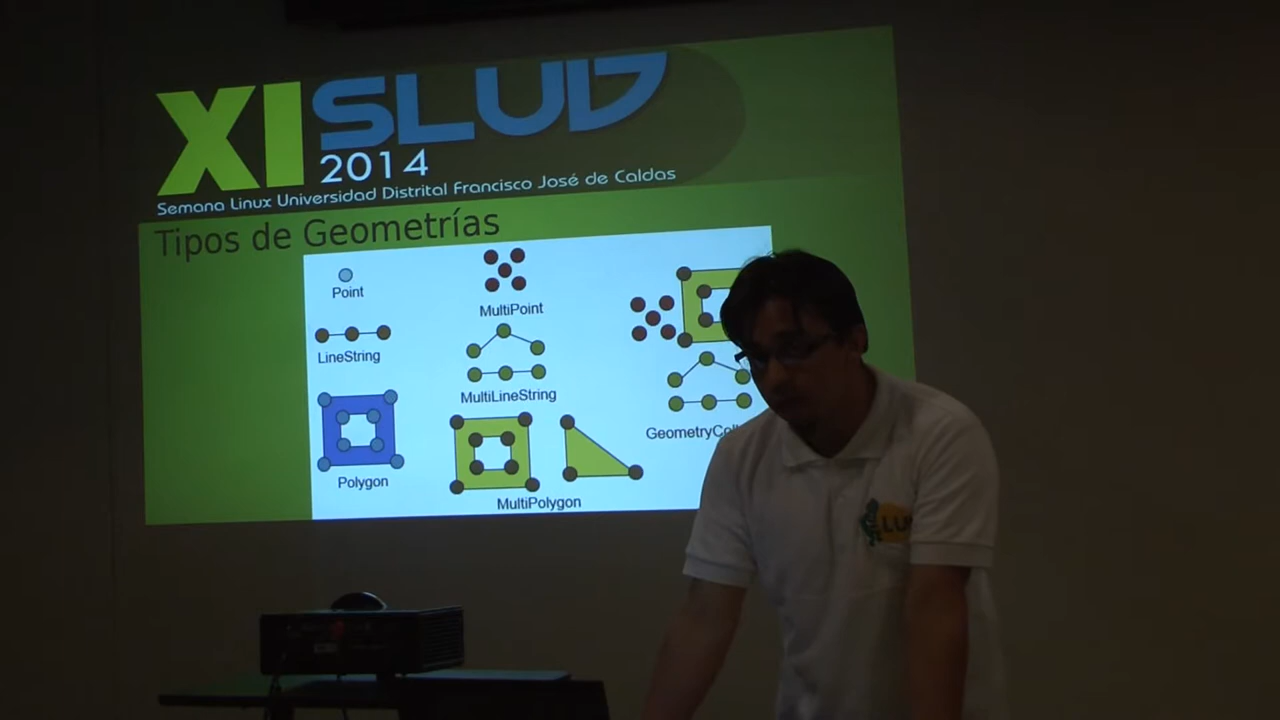 XI SLUD
2014
Semana Linux Universidad Distrital Francisco José de Caldas
Tipos de Geometrías
Point
MultiPoint
LineString
MultiLineString
Polygon
MultiPolygon